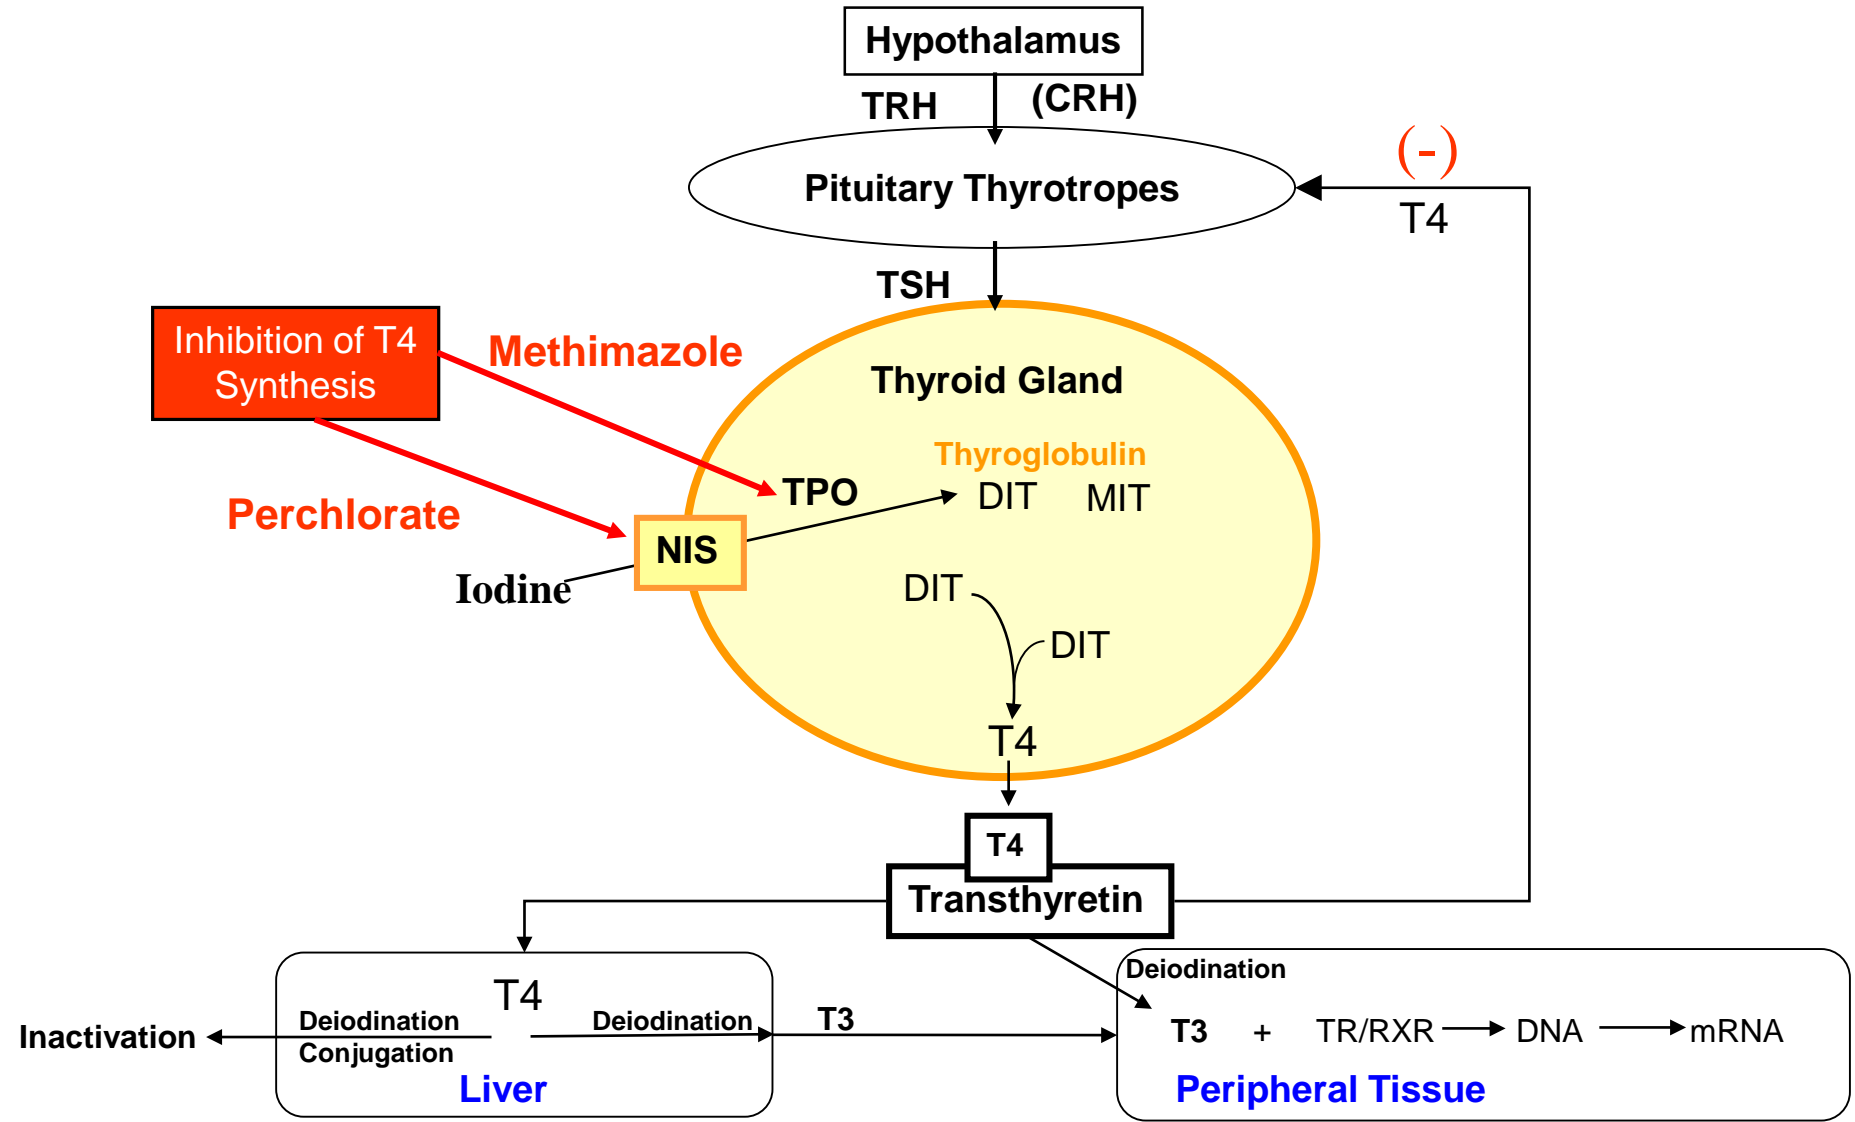 Hypothalamus
TRH
(CRH)
(-)
Pituitary Thyrotropes
T4
TSH
Inhibition of T4
Synthesis
Methimazole
Thyroid Gland
Thyroglobulin
TPO
DIT MIT
Perchlorate
NIS
Iodine
DIT
DIT
T4
T4
Transthyretin
Deiodination
T4
Inactivation
Deiodination
Conjugation
Deiodination
T3
T3 + TR/RXR DNA mRNA
Liver
Peripheral Tissue